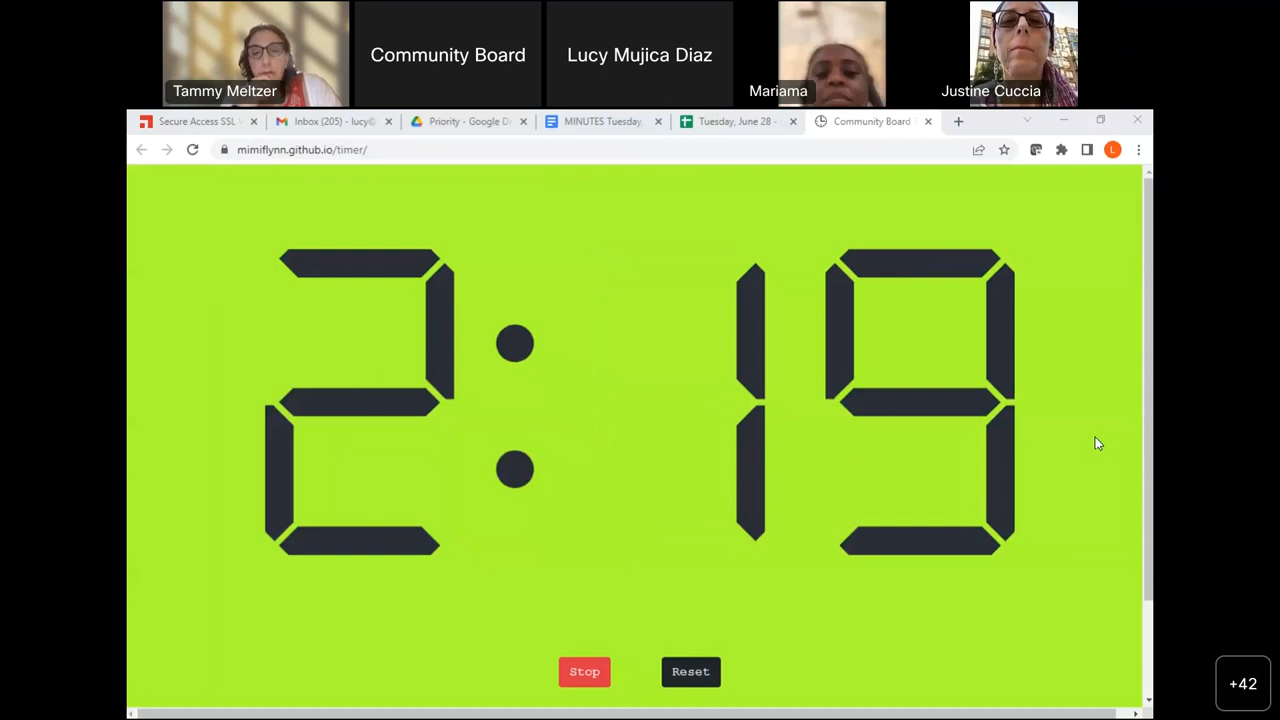 Community Board
Lucy Mujica Diaz
Tammy Meltzer
Mariama
Justine Cuccia
Secure Access SSL V
Inbox (205) - lucy@
Priority - Google D
MINUTES Tuesday,
Tuesday, June 28 -
Community Board
mimiflynn.github.io/timer/
L
2:19
Stop
Reset
+42